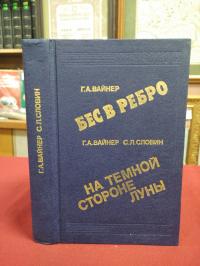 Г.А.ВАЙНЕР
БЕС В РЕБРО
Г.А.ВАЙНЕР С.Л.СЛОВИН
НА ТЕМНОЙ
СТОРОНЕ
ЛУНЫ
Г.А.ВАЙНЕР С.Л.СЛОВИН